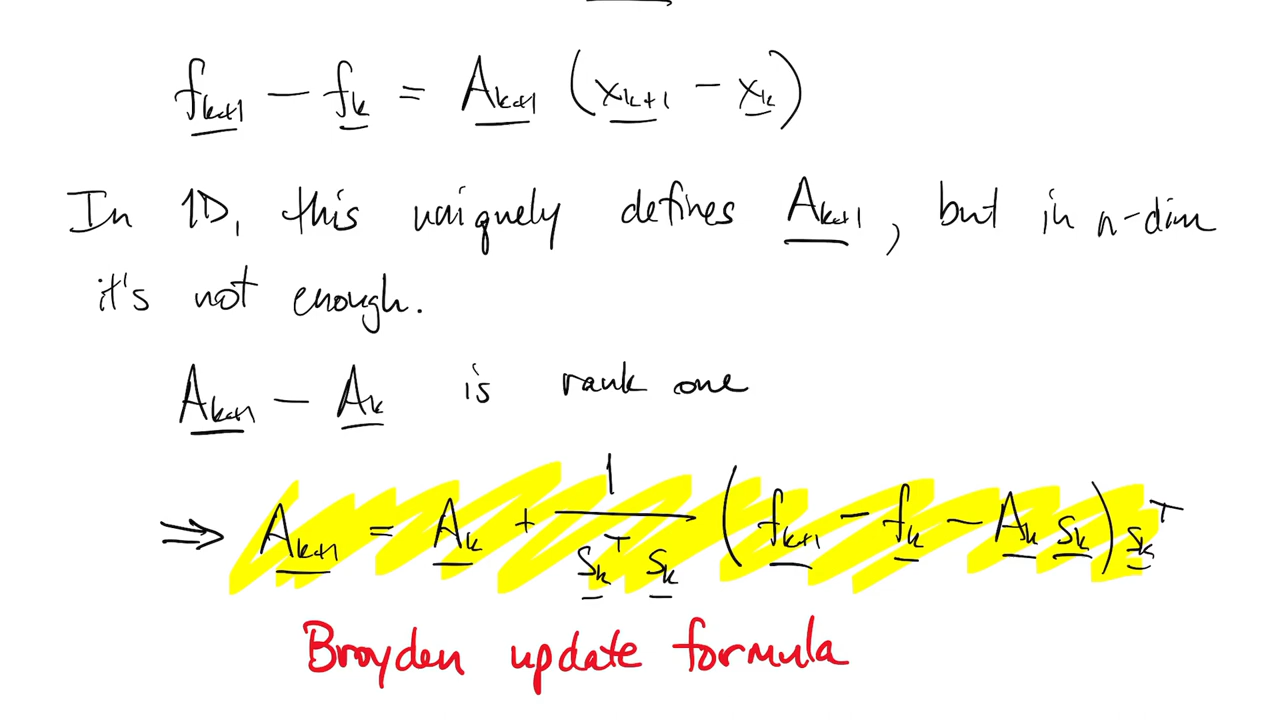 f_{k+1} − f_k = A_{k+1} (x_{k+1} − x_k)
In 1D, this uniquely defines A_{k+1}, but in n-dim
it's not enough.
A_{k+1} − A_k is rank one
⇒ A_{k+1} = A_k + 1/(s_k^T s_k) (f_{k+1} − f_k − A_k s_k) s_k^T
Broyden update formula